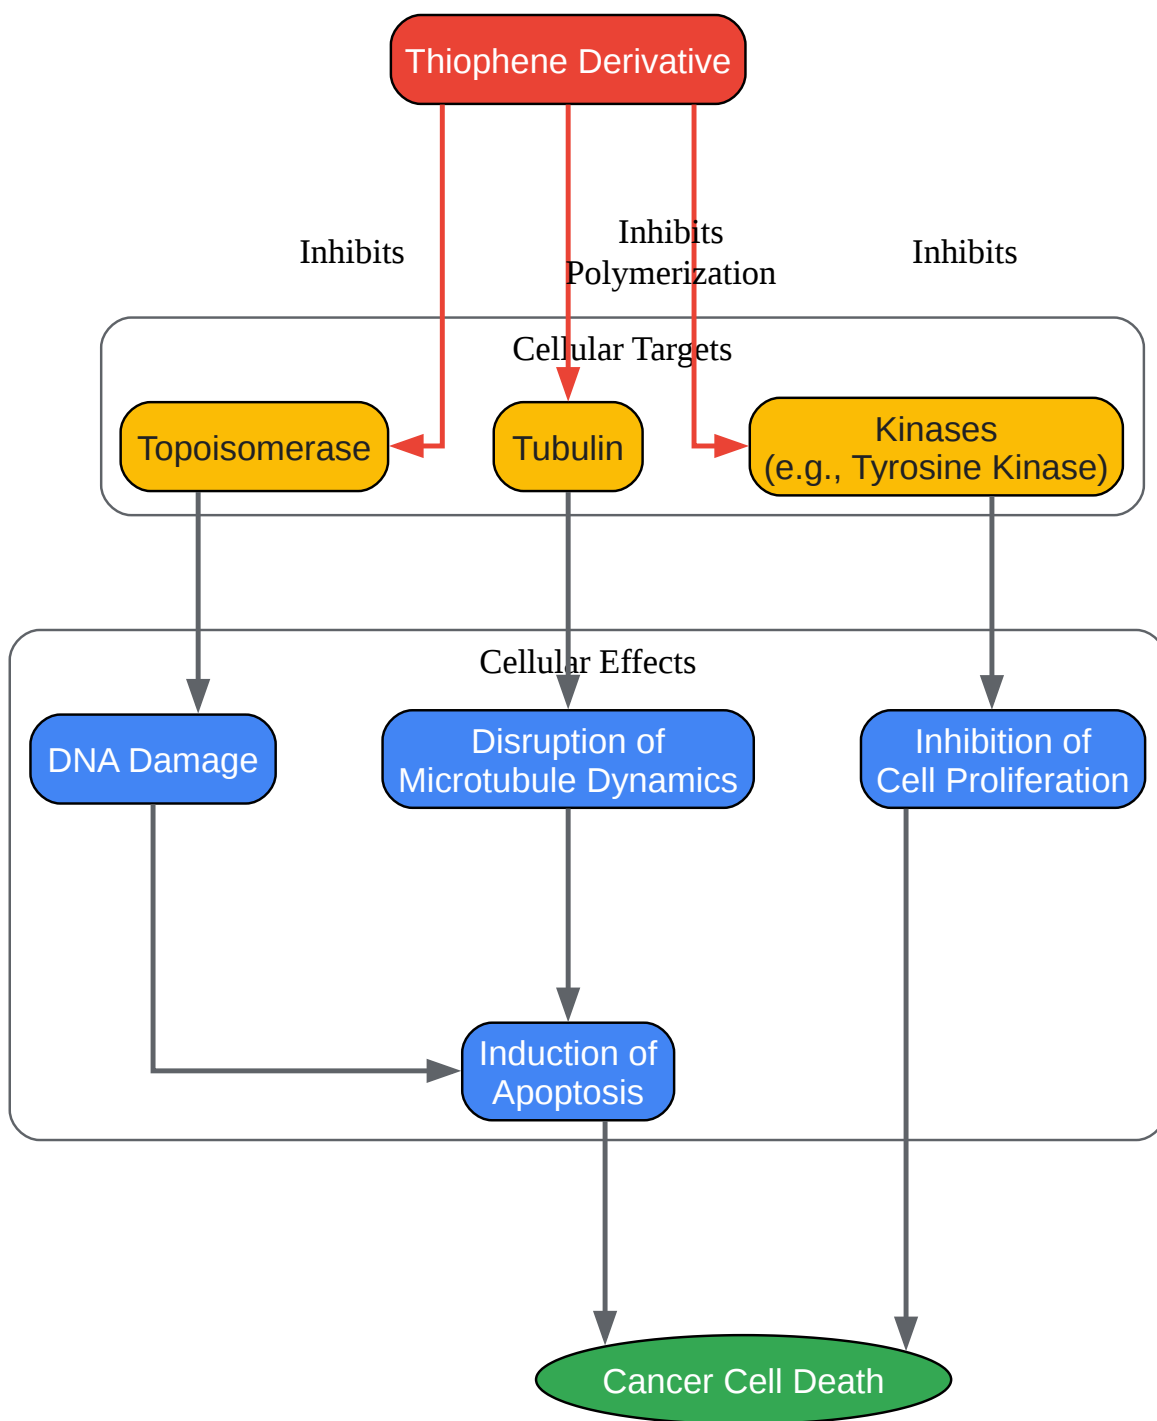 Thiophene Derivative
Inhibits
Inhibits
Polymerization
Inhibits
Cellular Targets
Topoisomerase
Tubulin
Kinases
(e.g., Tyrosine Kinase)
Cellular Effects
DNA Damage
Disruption of
Microtubule Dynamics
Inhibition of
Cell Proliferation
Induction of
Apoptosis
Cancer Cell Death